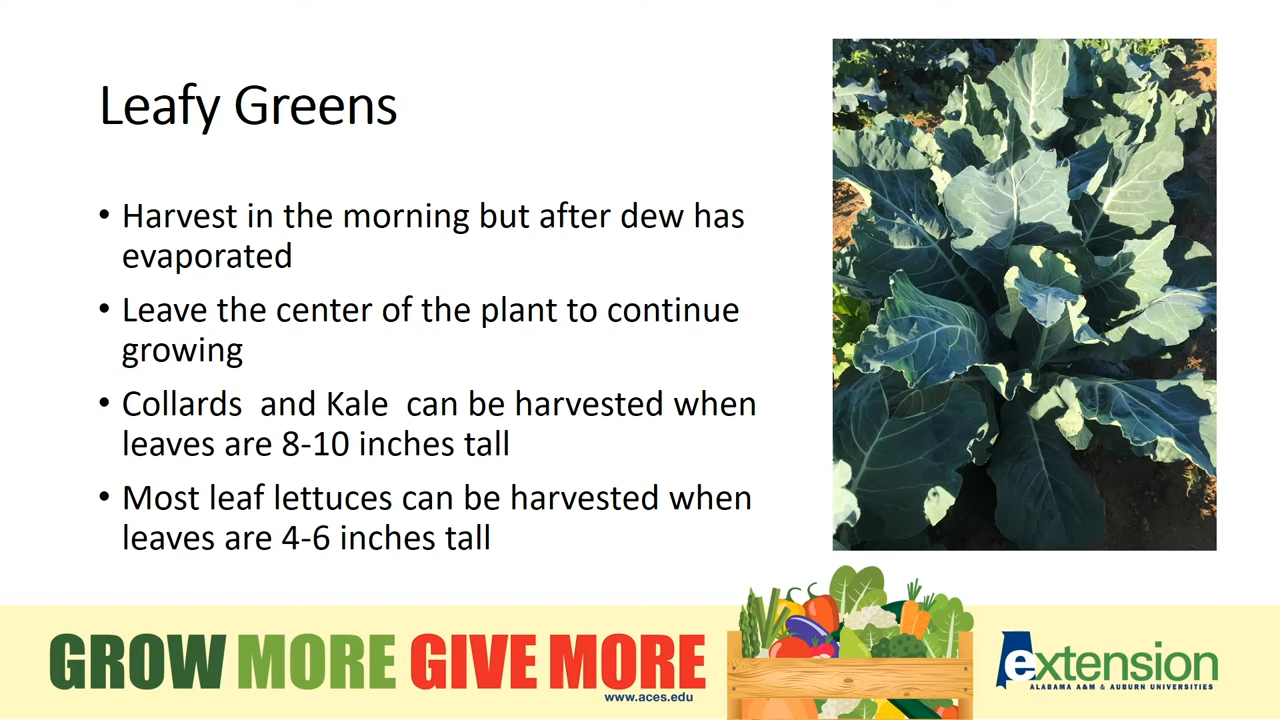 Leafy Greens
• Harvest in the morning but after dew has
evaporated
• Leave the center of the plant to continue
growing
• Collards  and Kale  can be harvested when
leaves are 8-10 inches tall
• Most leaf lettuces can be harvested when
leaves are 4-6 inches tall
GROW MORE GIVE MORE
www.aces.edu
extension
ALABAMA A&M & AUBURN UNIVERSITIES